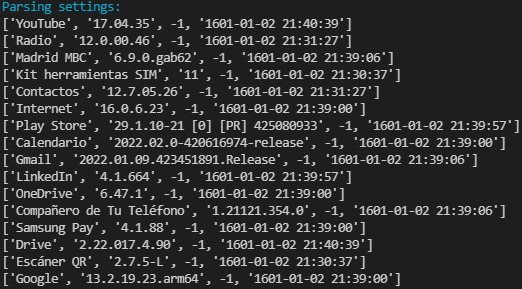 Parsing settings:
['YouTube', '17.04.35', -1, '1601-01-02 21:40:39']
['Radio', '12.0.00.46', -1, '1601-01-02 21:31:27']
['Madrid MBC', '6.9.0.gab62', -1, '1601-01-02 21:39:06']
['Kit herramientas SIM', '11', -1, '1601-01-02 21:30:37']
['Contactos', '12.7.05.26', -1, '1601-01-02 21:31:27']
['Internet', '16.0.6.23', -1, '1601-01-02 21:39:00']
['Play Store', '29.1.10-21 [0] [PR] 425080933', -1, '1601-01-02 21:39:57']
['Calendario', '2022.02.0-420616974-release', -1, '1601-01-02 21:39:00']
['Gmail', '2022.01.09.423451891.Release', -1, '1601-01-02 21:39:06']
['LinkedIn', '4.1.664', -1, '1601-01-02 21:39:57']
['OneDrive', '6.47.1', -1, '1601-01-02 21:39:00']
['Compañero de Tu Teléfono', '1.21121.354.0', -1, '1601-01-02 21:39:06']
['Samsung Pay', '4.1.88', -1, '1601-01-02 21:39:00']
['Drive', '2.22.017.4.90', -1, '1601-01-02 21:40:39']
['Escáner QR', '2.7.5-L', -1, '1601-01-02 21:30:37']
['Google', '13.2.19.23.arm64', -1, '1601-01-02 21:39:00']